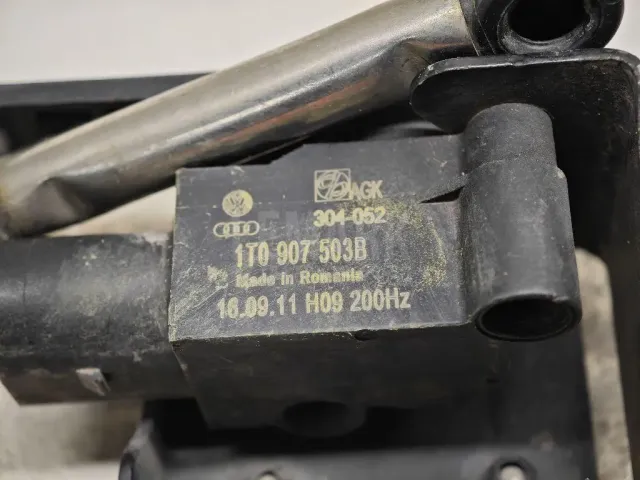 AGK
304-052
1T0 907 503B
Made in Romania
16.09.11 H09 200Hz